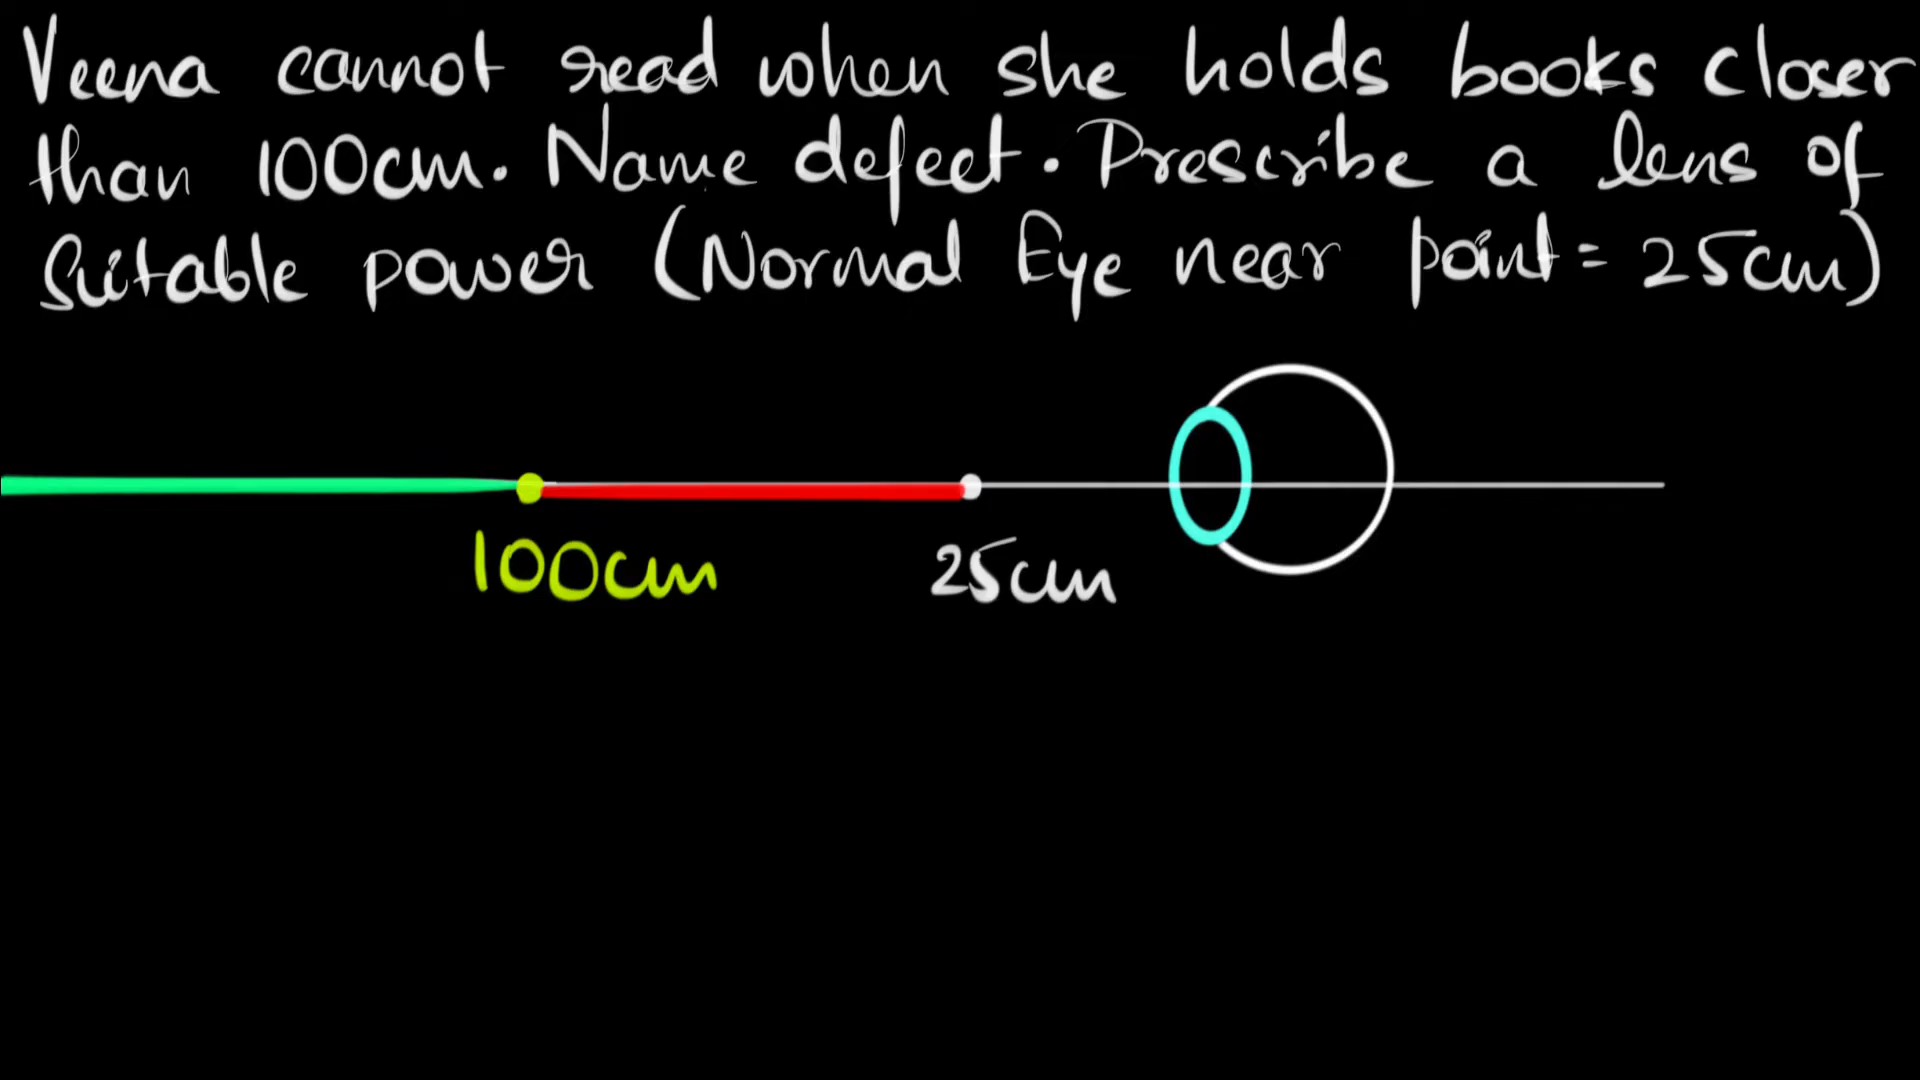 Veena cannot read when she holds books closer
than 100cm. Name defect. Prescribe a lens of
Suitable power (Normal Eye near point = 25cm)
100cm
25cm